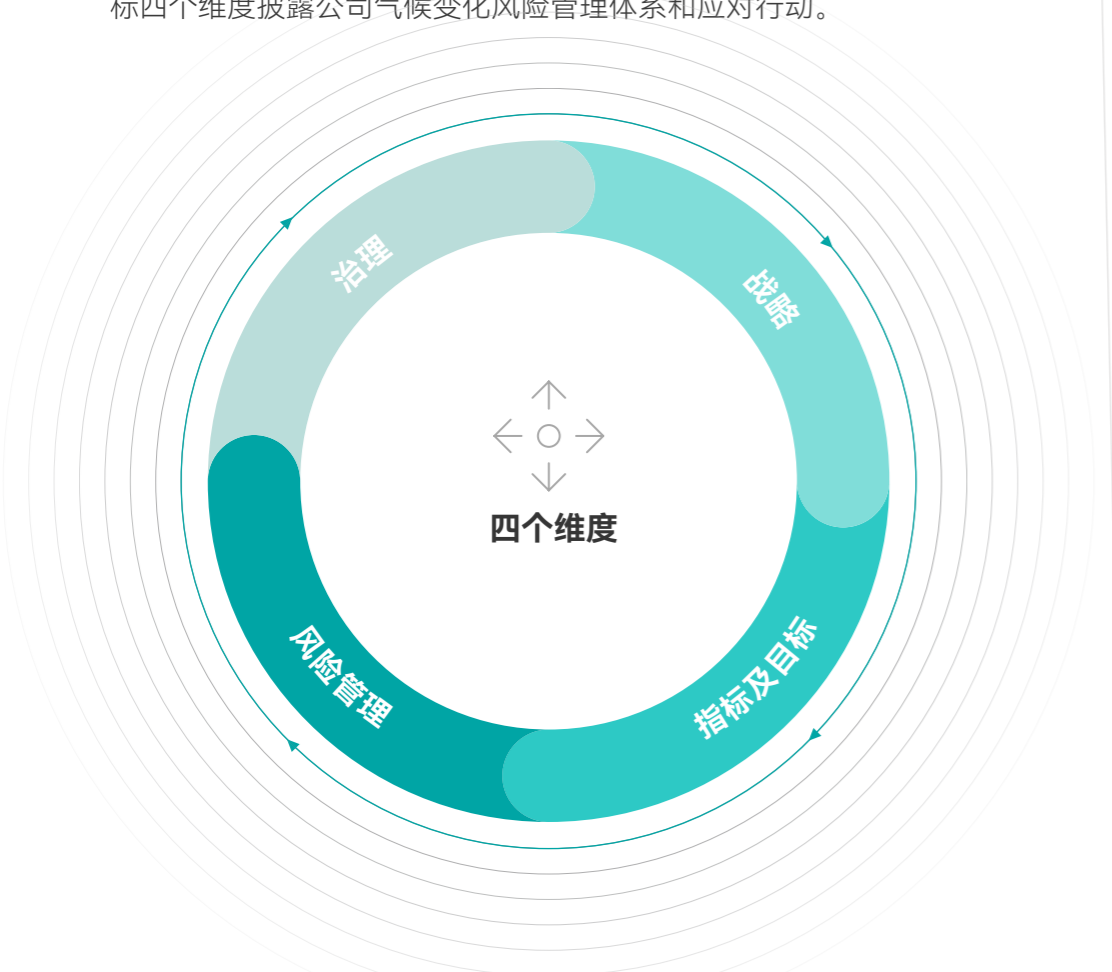 标四个维度披露公司气候变化风险管理体系和应对行动。
治理
战略
四个维度
风险管理
指标及目标